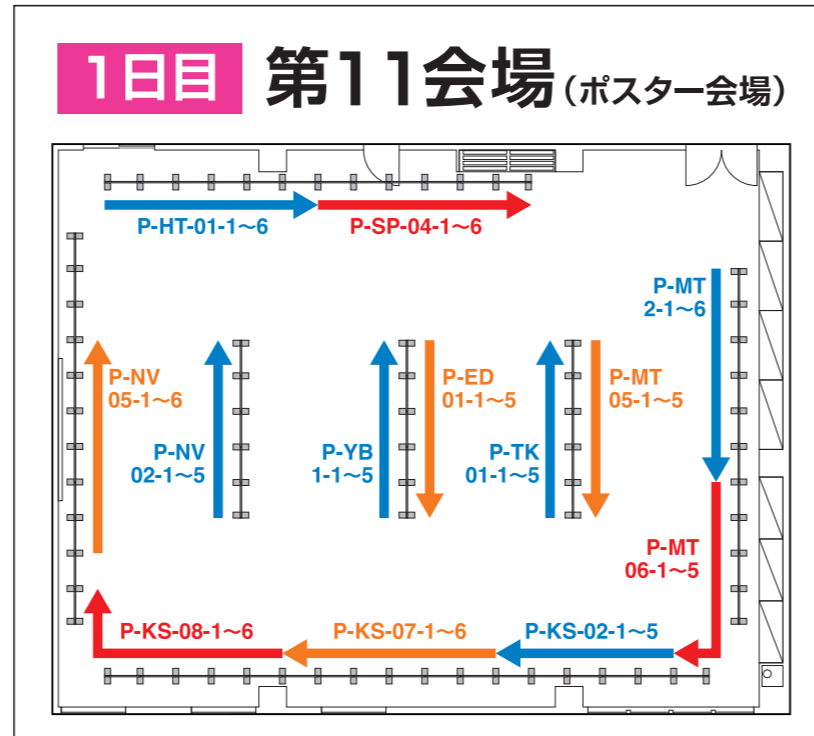 1日目 第11会場(ポスター会場)
P-HT-01-1〜6
P-SP-04-1〜6
P-MT
2-1〜6
P-NV
05-1〜6
P-ED
01-1〜5
P-MT
05-1〜5
P-NV
02-1〜5
P-YB
1-1〜5
P-TK
01-1〜5
P-MT
06-1〜5
P-KS-08-1〜6
P-KS-07-1〜6
P-KS-02-1〜5